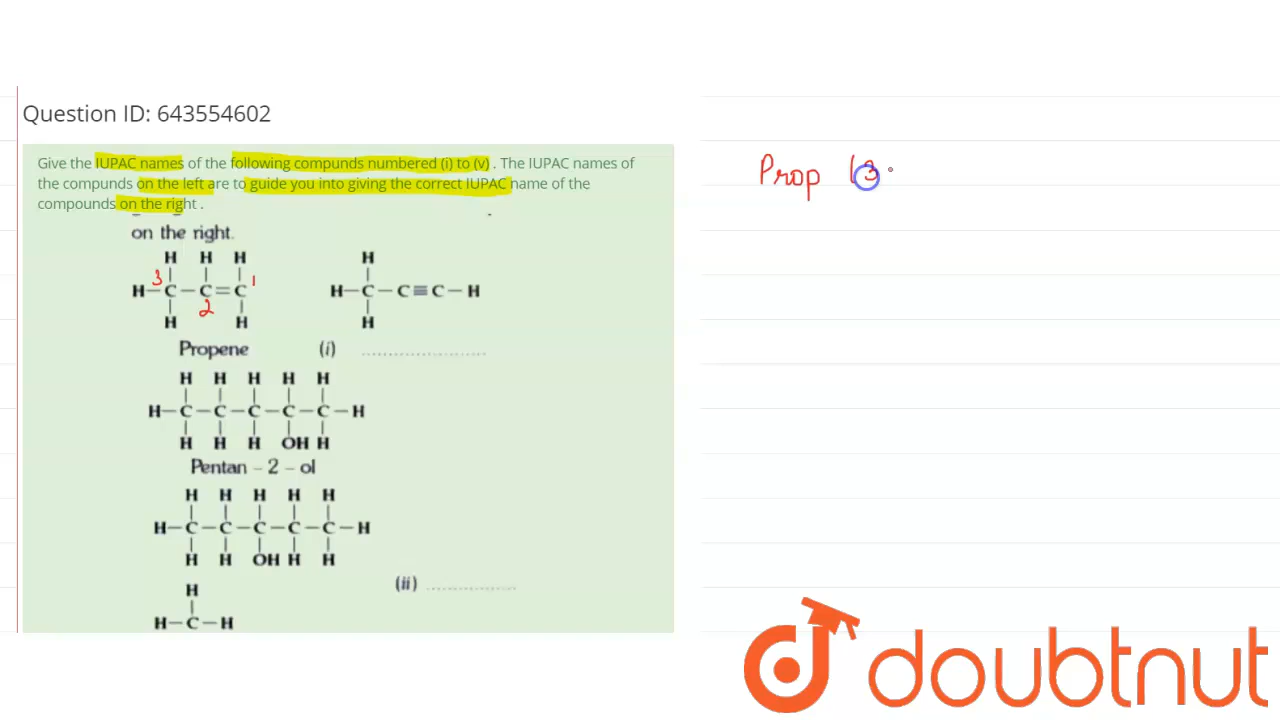 Question ID: 643554602
Prop (3
Give the IUPAC names of the following compunds numbered (i) to (v) . The IUPAC names of
the compunds on the left are to guide you into giving the correct IUPAC name of the
compounds on the right .
on the right.
H H H H
3 1
H-C-C=C H-C-C≡C-H
2
H H H
Propene (i) ....................
H H H H H
H-C-C-C-C-C-H
H H H OH H
Pentan - 2 - ol
H H H H H
H-C-C-C-C-C-H
H H OH H H
(ii) ....................
H
H-C-H
doubtnut